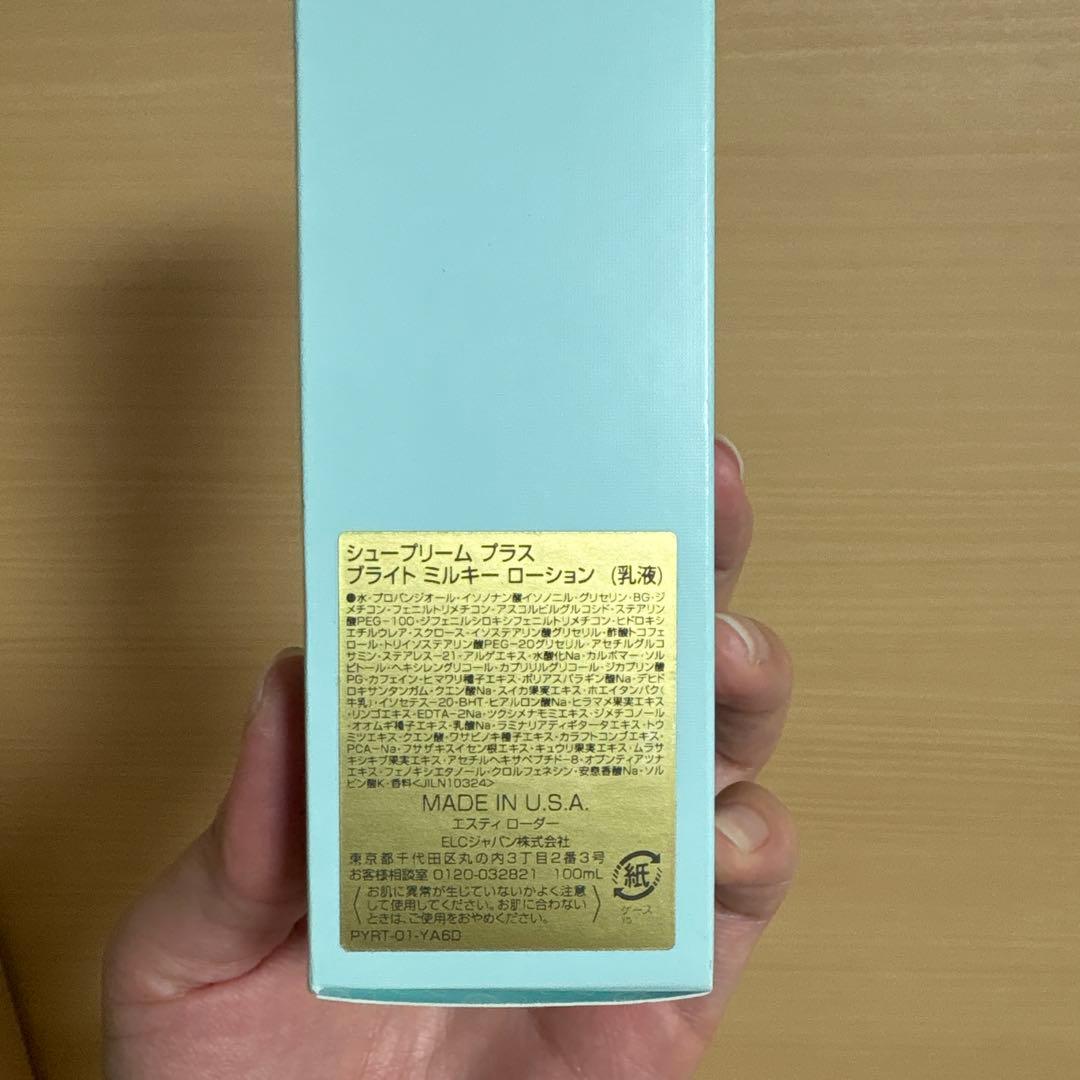 シュープリーム プラス
ブライト ミルキー ローション (乳液)
●水・プロパンジオール・イソノナン酸イソノニル・グリセリン・BG・ジ
メチコン・フェニルトリメチコン・アスコルビルグルコシド・ステアリン
酸PEG-100・ジフェニルシロキシフェニルトリメチコン・ヒドロキシ
エチルウレア・スクロース・イソステアリン酸グリセリル・酢酸トコフェ
ロール・トリイソステアリン酸PEG-20グリセリル・アセチルグルコ
サミン・ステアレス-21・アルゲエキス・水酸化Na・カルボマー・ソル
ビトール・ヘキシレングリコール・カプリリルグリコール・ジカプリン酸
PG・カフェイン・ヒマワリ種子エキス・ポリアスパラギン酸Na・デヒド
ロキサンタンガム・クエン酸Na・スイカ果実エキス・ホエイタンパク(
牛乳)・イソセテス-20・BHT・ヒアルロン酸Na・ヒラマメ果実エキス
・リンゴエキス・EDTA-2Na・ツクシメナモミエキス・ジメチコノール
・オオムギ種子エキス・乳酸Na・ラミナリアディギタータエキス・トウ
ミツエキス・クエン酸・ワサビノキ種子エキス・カラフトコンブエキス・
PCA-Na・フサザキスイセン根エキス・キュウリ果実エキス・ムラサ
キシキブ果実エキス・アセチルヘキサペプチド-8・オプンティアツナ
エキス・フェノキシエタノール・クロルフェネシン・安息香酸Na・ソル
ビン酸K・香料<JILN10324>
MADE IN U.S.A.
エスティ ローダー
ELCジャパン株式会社
東京都千代田区丸の内3丁目2番3号
お客様相談室 0120-032821 100mL
お肌に異常が生じていないかよく注意
して使用してください。お肌に合わない
ときは、ご使用をおやめください。
紙
ケース
PYRT-01-YA6D